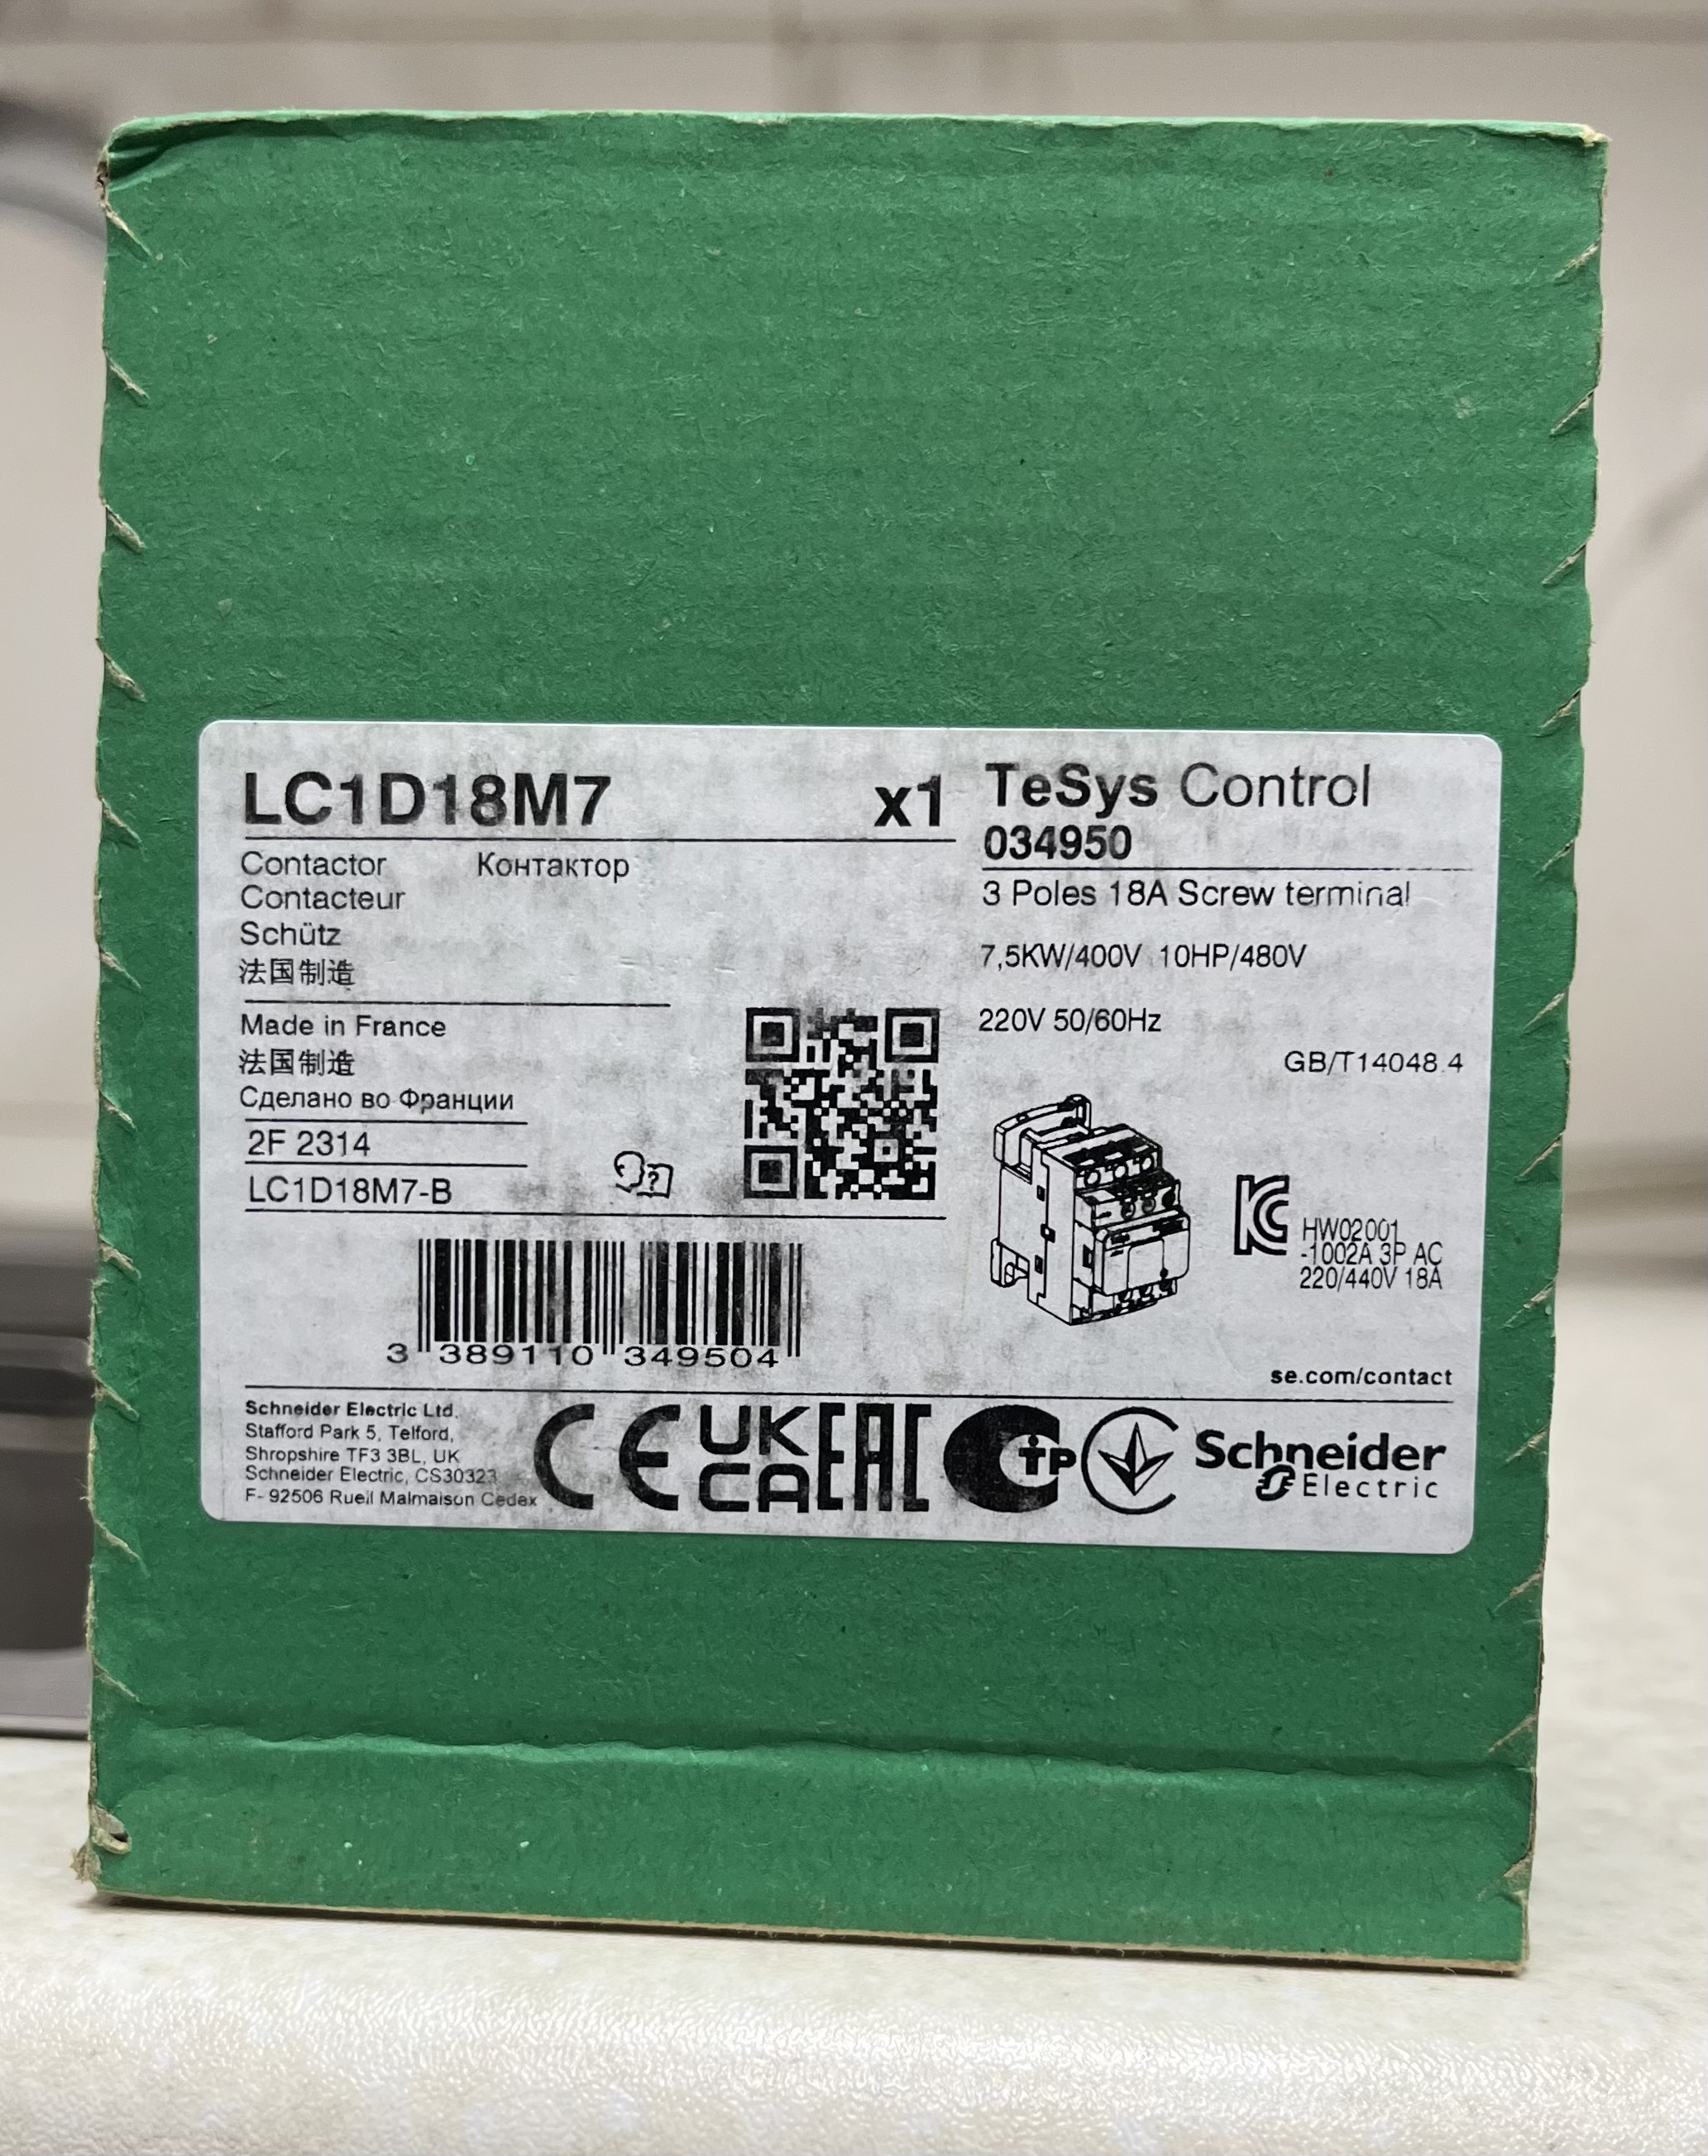 LC1D18M7 x1
Contactor Контактор
Contacteur
Schütz
法国制造
Made in France
法国制造
Сделано во Франции
2F 2314
LC1D18M7-B
3 389110 349504
TeSys Control
034950
3 Poles 18A Screw terminal
7,5KW/400V 10HP/480V
220V 50/60Hz
GB/T14048.4
HW02001
-1002A 3P AC
220/440V 18A
se.com/contact
Schneider Electric Ltd.
Stafford Park 5, Telford,
Shropshire TF3 3BL, UK
Schneider Electric, CS30323
F- 92506 Rueil Malmaison Cedex
CE
UK
CA
EAC
Schneider
Electric